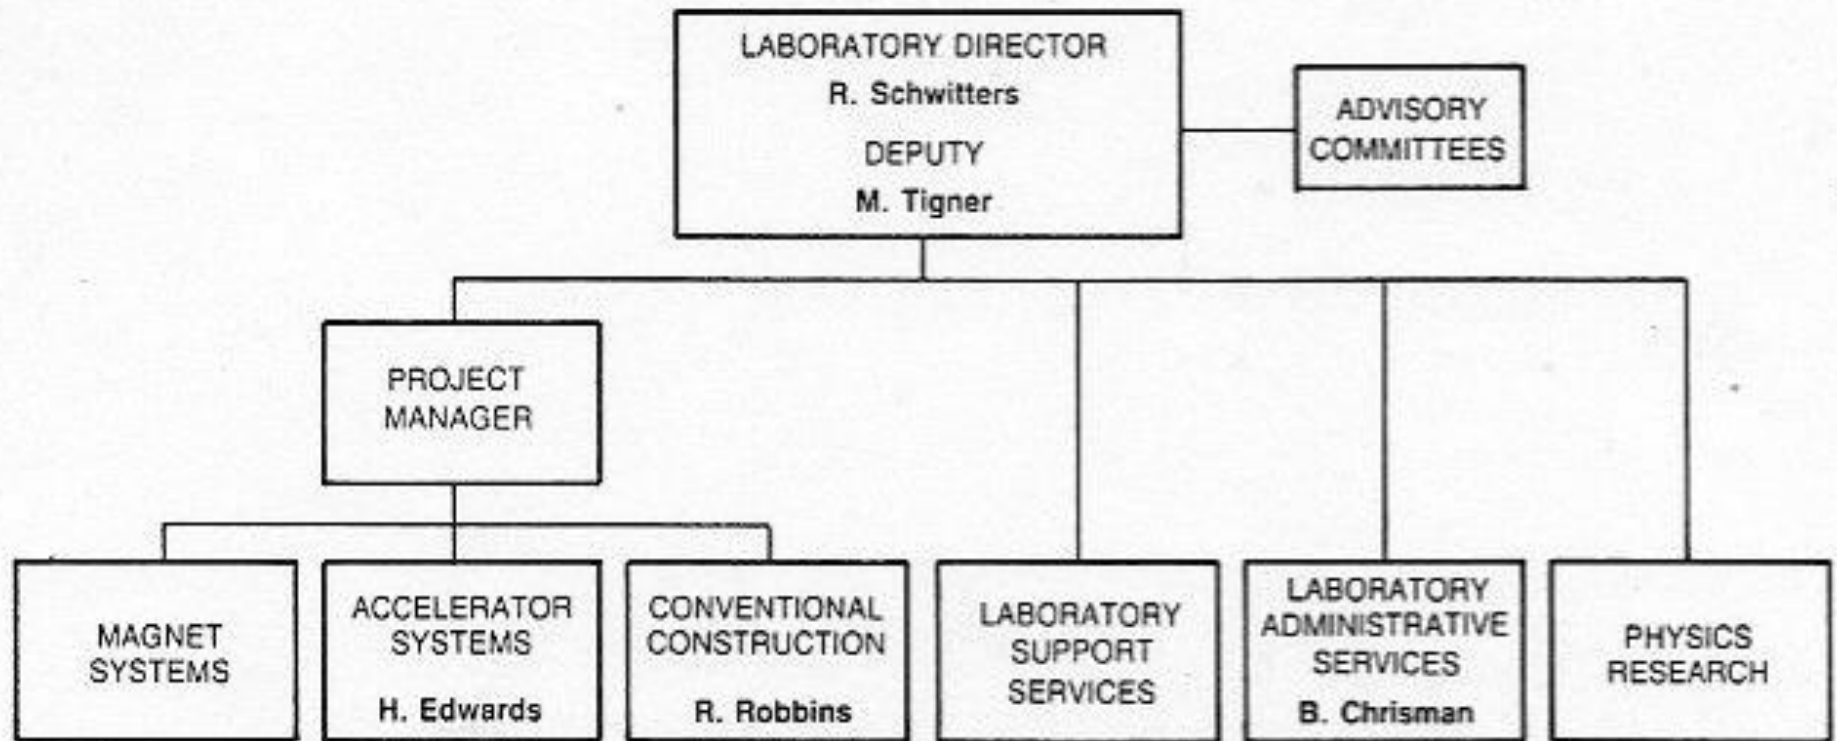 LABORATORY DIRECTOR
R. Schwitters
DEPUTY
M. Tigner
ADVISORY
COMMITTEES
PROJECT
MANAGER
MAGNET
SYSTEMS
ACCELERATOR
SYSTEMS
H. Edwards
CONVENTIONAL
CONSTRUCTION
R. Robbins
LABORATORY
SUPPORT
SERVICES
LABORATORY
ADMINISTRATIVE
SERVICES
B. Chrisman
PHYSICS
RESEARCH